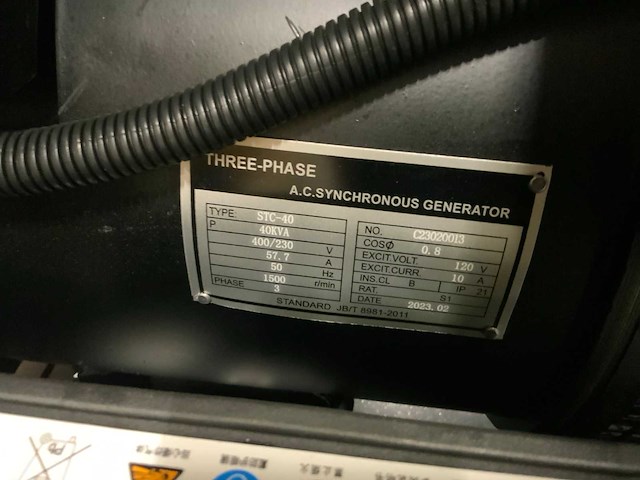 THREE-PHASE
A.C.SYNCHRONOUS GENERATOR
TYPE STC-40
P 40KVA
400/230 V
57.7 A
50 Hz
1500 r/min
PHASE 3
NO. C23020013
COSØ 0.8
EXCIT.VOLT. 120 V
EXCIT.CURR. 10 A
INS.CL B IP 21
RAT. S1
DATE 2023.02
STANDARD JB/T 8981-2011